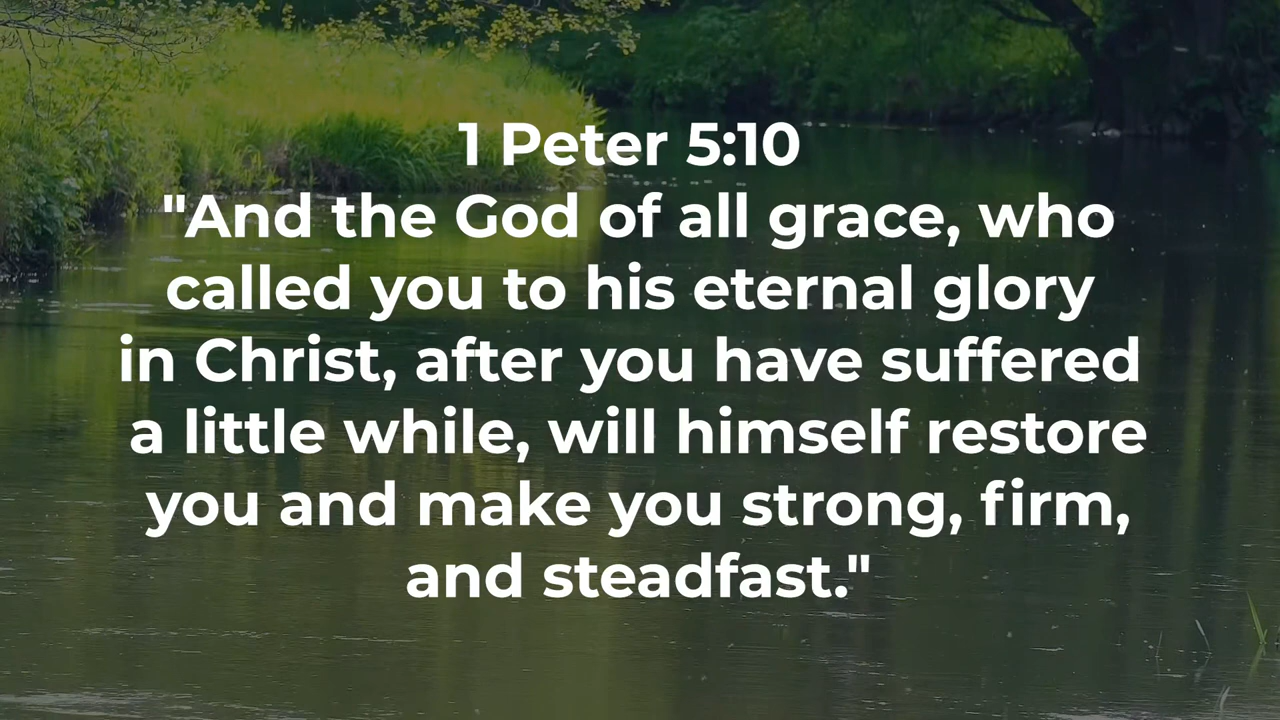 1 Peter 5:10
"And the God of all grace, who
called you to his eternal glory
in Christ, after you have suffered
a little while, will himself restore
you and make you strong, firm,
and steadfast."